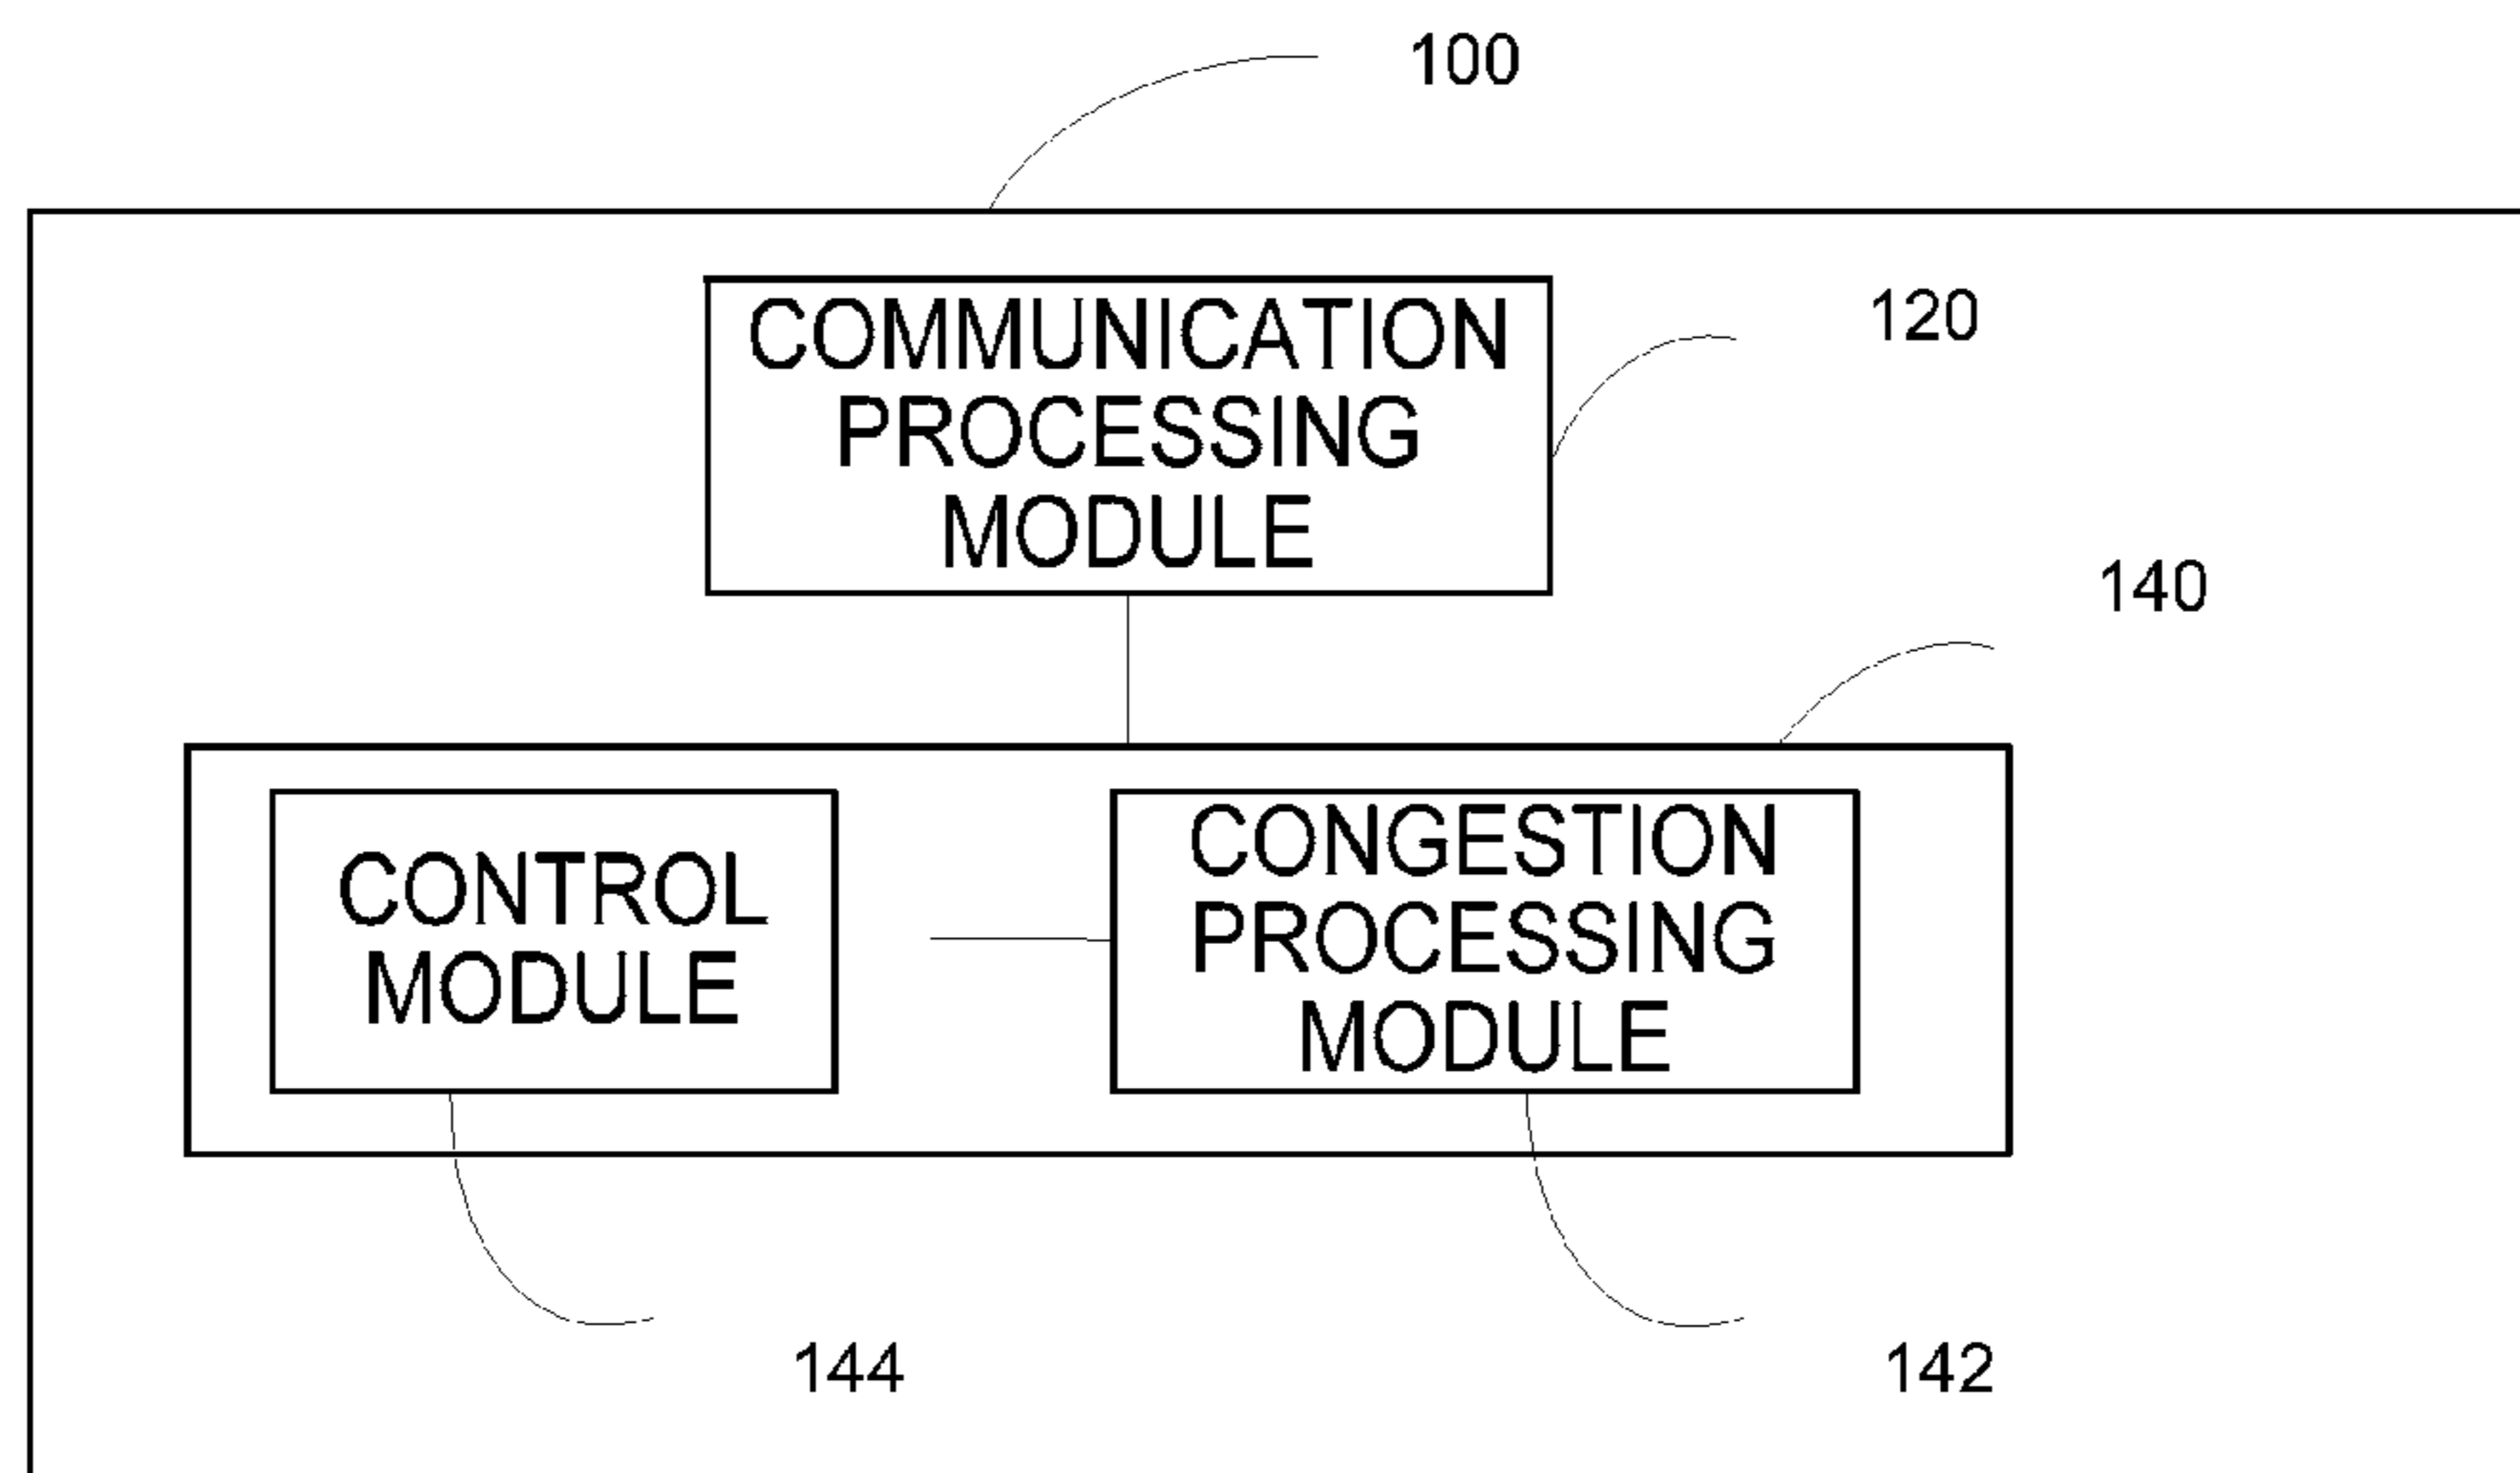 100
COMMUNICATION
PROCESSING
MODULE
120
140
CONTROL
MODULE
CONGESTION
PROCESSING
MODULE
144
142